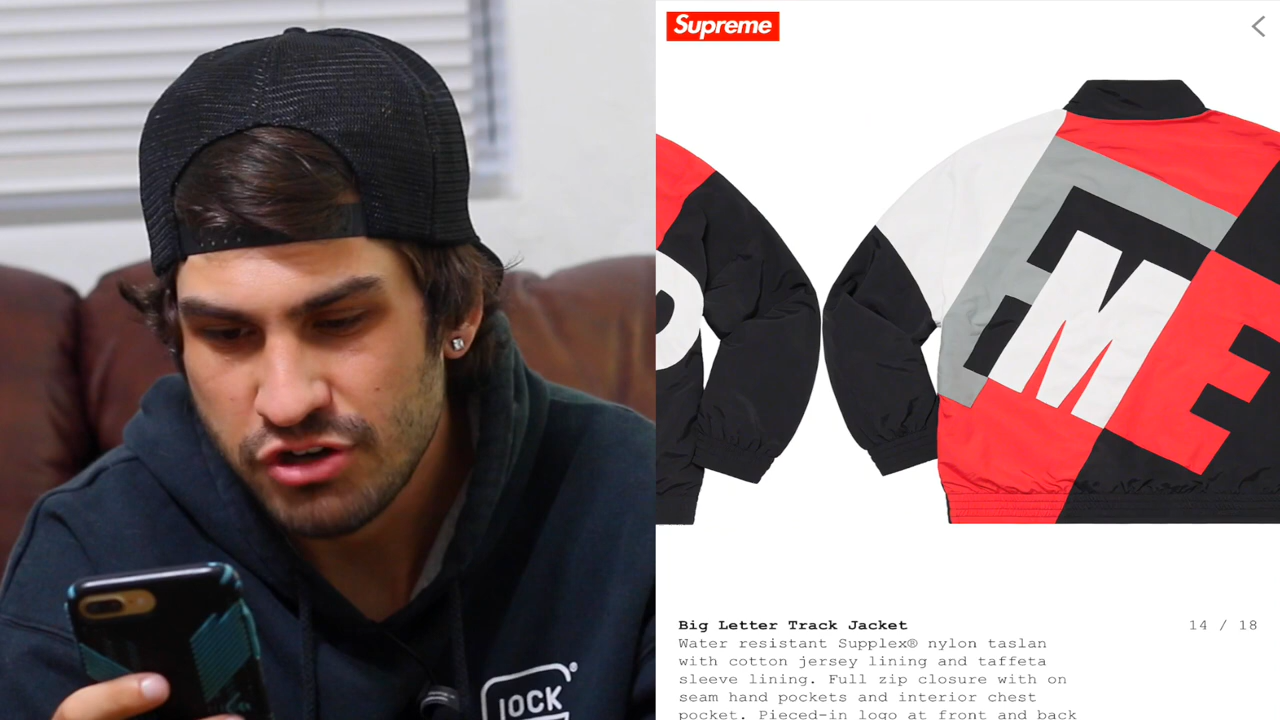 Supreme
ME
Big Letter Track Jacket
14 / 18
Water resistant Supplex® nylon taslan
with cotton jersey lining and taffeta
sleeve lining. Full zip closure with on
seam hand pockets and interior chest
pocket. Pieced-in logo at front and back
LOCK